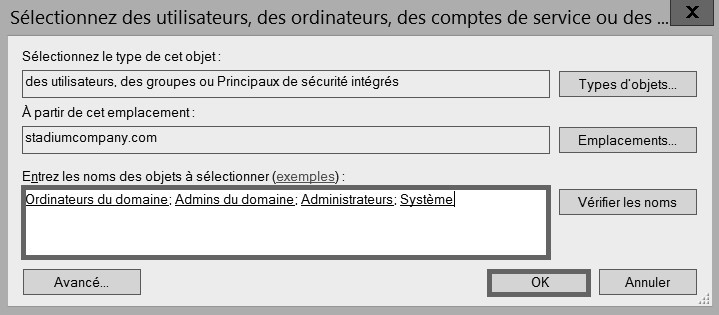 Sélectionnez des utilisateurs, des ordinateurs, des comptes de service ou des ... X
Sélectionnez le type de cet objet :
des utilisateurs, des groupes ou Principaux de sécurité intégrés
Types d'objets...
À partir de cet emplacement :
stadiumcompany.com
Emplacements...
Entrez les noms des objets à sélectionner (exemples) :
Ordinateurs du domaine; Admins du domaine; Administrateurs; Système
Vérifier les noms
Avancé...
OK
Annuler